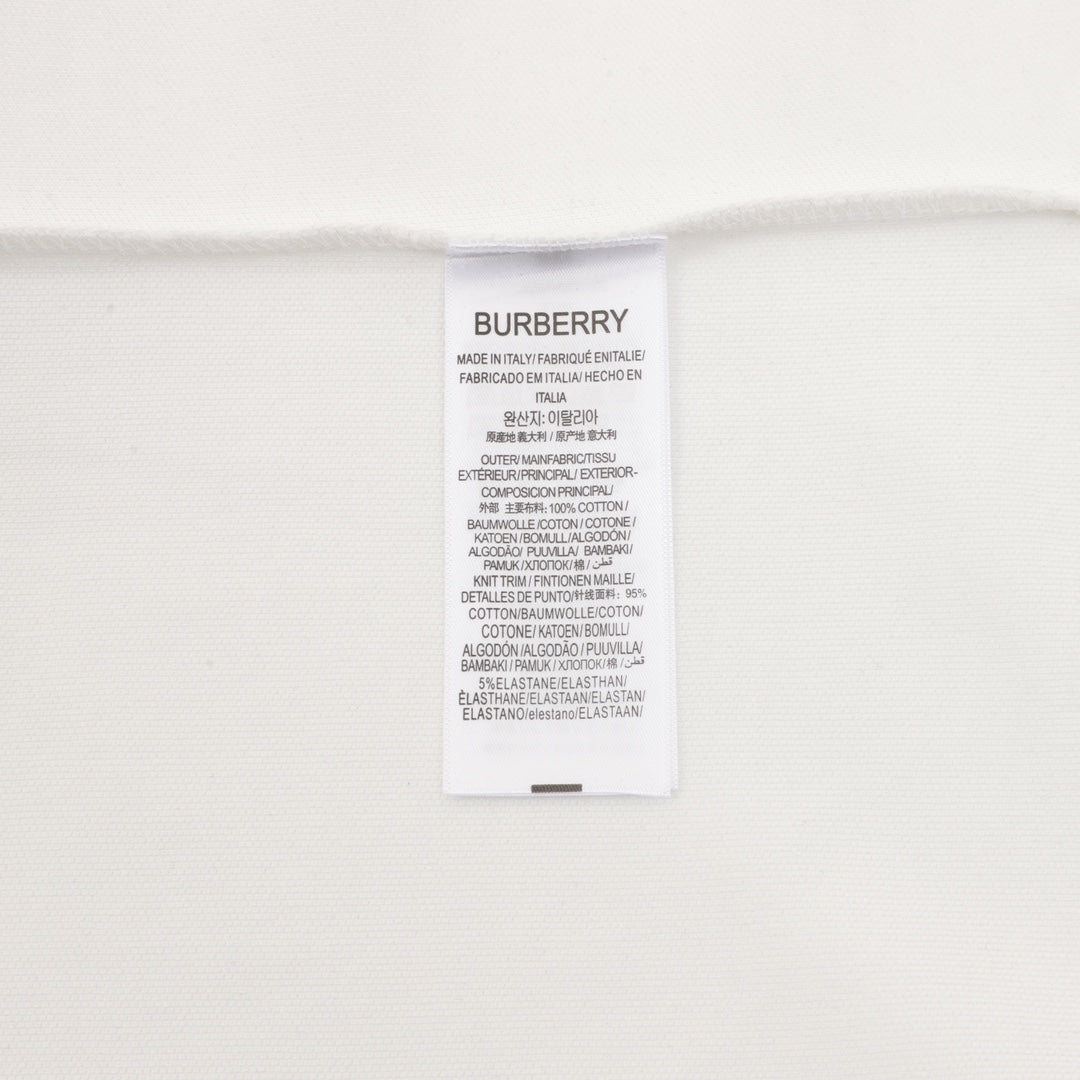 BURBERRY
MADE IN ITALY/ FABRIQUÉ ENITALIE/
FABRICADO EM ITALIA/ HECHO EN
ITALIA
완산지: 이탈리아
原産地 義大利 / 原产地 意大利
OUTER/ MAINFABRIC/TISSU
EXTÉRIEUR/PRINCIPAL/ EXTERIOR-
COMPOSICION PRINCIPAL/
外部 主要布料: 100% COTTON /
BAUMWOLLE /COTON / COTONE /
KATOEN /BOMULL/ALGODÓN/
ALGODÃO/ PUUVILLA/ BAMBAKI/
PAMUK /ХЛОПОК/棉 / قطن/
KNIT TRIM / FINTIONEN MAILLE/
DETALLES DE PUNTO/针线面料: 95%
COTTON/BAUMWOLLE/COTON/
COTONE/ KATOEN / BOMULL/
ALGODÓN /ALGODÃO / PUUVILLA/
BAMBAKI / PAMUK / ХЛОПОК/ 棉 /قطن/
5%ELASTANE/ELASTHAN/
ÈLASTHANE/ELASTAAN/ELASTAN/
ELASTANO/elestano/ELASTAAN/